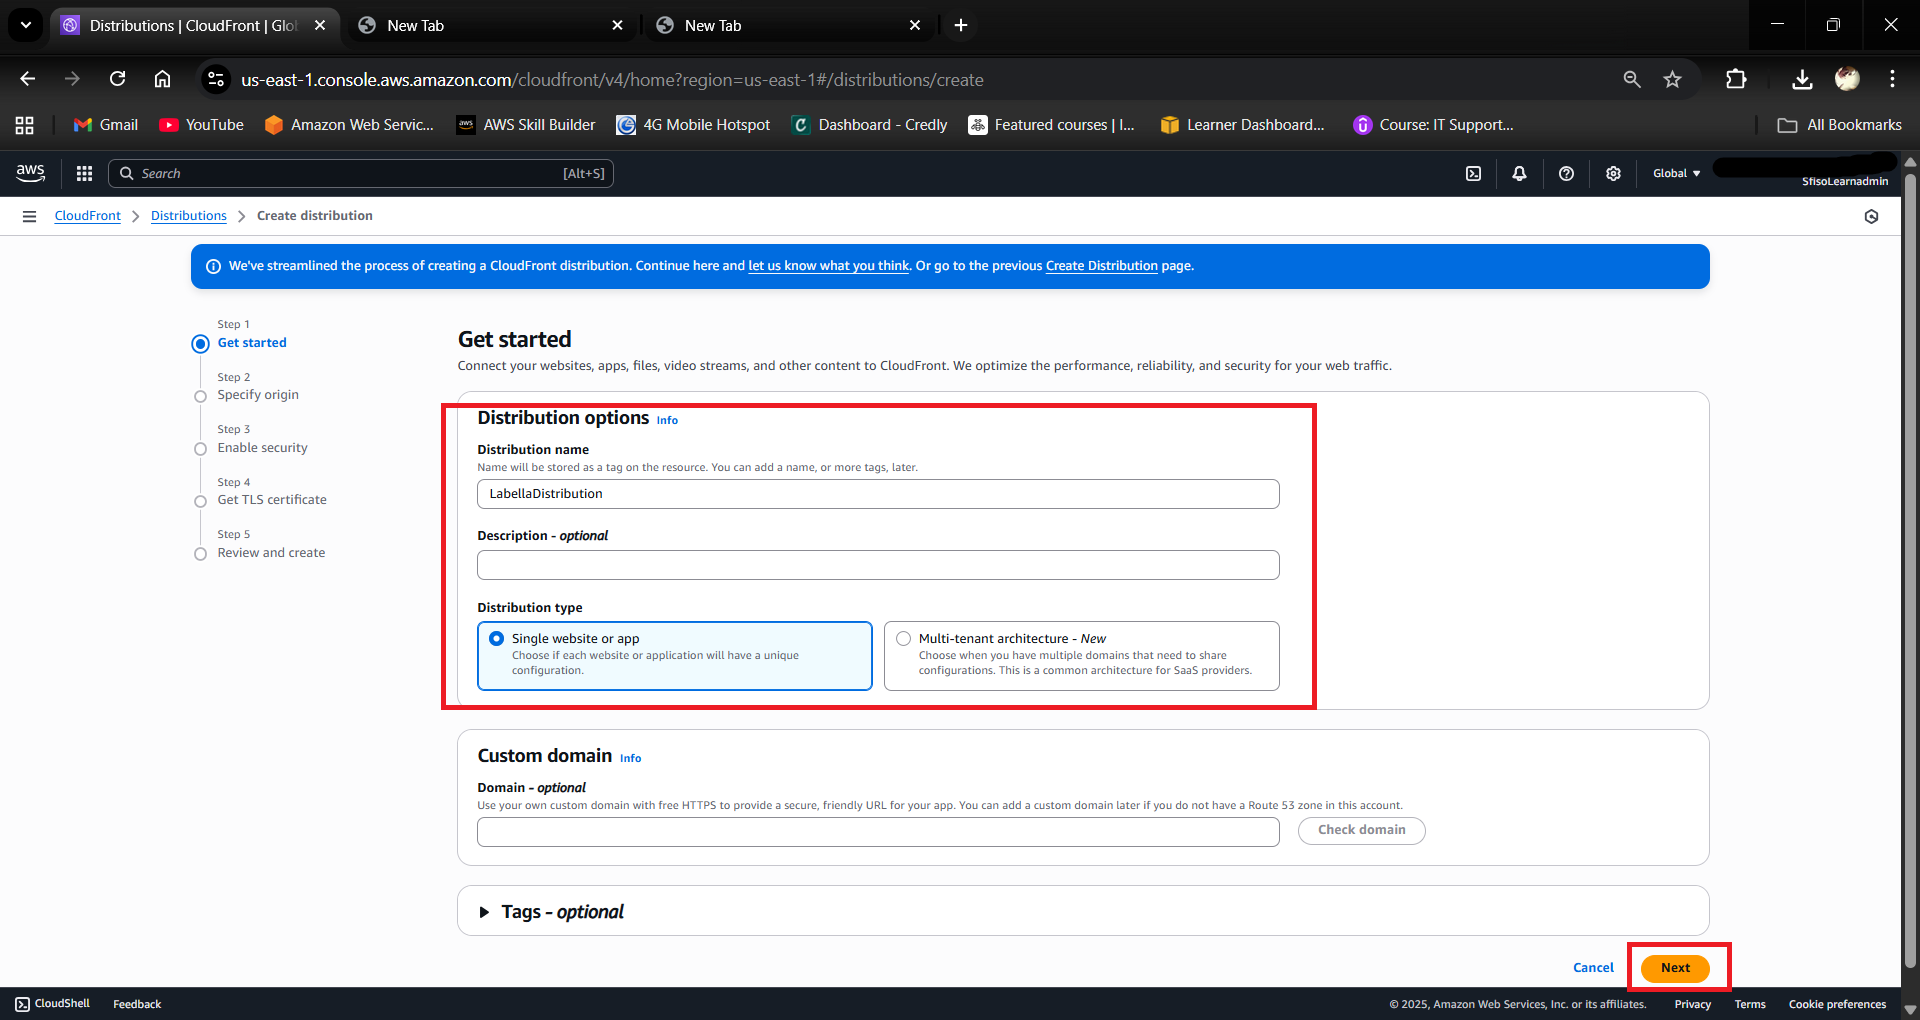 Distributions | CloudFront | Glo
New Tab
New Tab
us-east-1.console.aws.amazon.com/cloudfront/v4/home?region=us-east-1#/distributions/create
Gmail
YouTube
Amazon Web Servic...
aws
AWS Skill Builder
4G Mobile Hotspot
Dashboard - Credly
Featured courses | I...
Learner Dashboard...
Course: IT Support...
All Bookmarks
aws
Search
[Alt+S]
Global
SfisoLearnadmin
CloudFront
Distributions
Create distribution
We've streamlined the process of creating a CloudFront distribution. Continue here and let us know what you think. Or go to the previous Create Distribution page.
Step 1
Get started
Step 2
Specify origin
Step 3
Enable security
Step 4
Get TLS certificate
Step 5
Review and create
Get started
Connect your websites, apps, files, video streams, and other content to CloudFront. We optimize the performance, reliability, and security for your web traffic.
Distribution options Info
Distribution name
Name will be stored as a tag on the resource. You can add a name, or more tags, later.
LabellaDistribution
Description - optional
Distribution type
Single website or app
Choose if each website or application will have a unique
configuration.
Multi-tenant architecture - New
Choose when you have multiple domains that need to share
configurations. This is a common architecture for SaaS providers.
Custom domain Info
Domain - optional
Use your own custom domain with free HTTPS to provide a secure, friendly URL for your app. You can add a custom domain later if you do not have a Route 53 zone in this account.
Check domain
Tags - optional
Cancel
Next
CloudShell
Feedback
© 2025, Amazon Web Services, Inc. or its affiliates.
Privacy
Terms
Cookie preferences